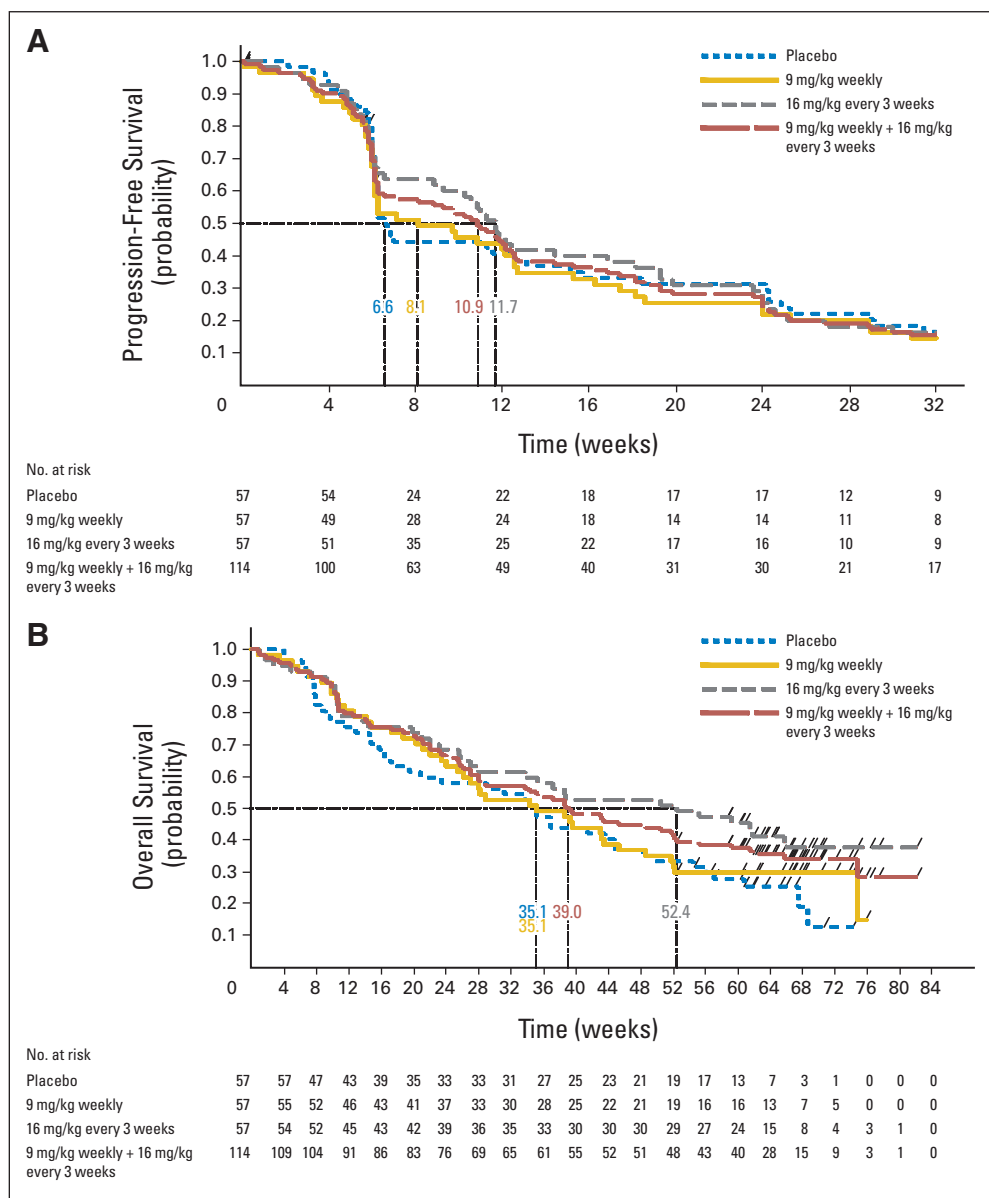 A
Placebo
9 mg/kg weekly
16 mg/kg every 3 weeks
9 mg/kg weekly + 16 mg/kg
every 3 weeks
Progression-Free Survival
(probability)
1.0
0.9
0.8
0.7
0.6
0.5
0.4
0.3
0.2
0.1
6.6 8.1 10.9 11.7
0 4 8 12 16 20 24 28 32
Time (weeks)
No. at risk
Placebo 57 54 24 22 18 17 17 12 9
9 mg/kg weekly 57 49 28 24 18 14 14 11 8
16 mg/kg every 3 weeks 57 51 35 25 22 17 16 10 9
9 mg/kg weekly + 16 mg/kg 114 100 63 49 40 31 30 21 17
every 3 weeks
B
Placebo
9 mg/kg weekly
16 mg/kg every 3 weeks
9 mg/kg weekly + 16 mg/kg
every 3 weeks
Overall Survival
(probability)
1.0
0.9
0.8
0.7
0.6
0.5
0.4
0.3
0.2
0.1
35.1 39.0 52.4
35.1
0 4 8 12 16 20 24 28 32 36 40 44 48 52 56 60 64 68 72 76 80 84
Time (weeks)
No. at risk
Placebo 57 57 47 43 39 35 33 33 31 27 25 23 21 19 17 13 7 3 1 0 0 0
9 mg/kg weekly 57 55 52 46 43 41 37 33 30 28 25 22 21 19 16 16 13 7 5 0 0 0
16 mg/kg every 3 weeks 57 54 52 45 43 42 39 36 35 33 30 30 30 29 27 24 15 8 4 3 1 0
9 mg/kg weekly + 16 mg/kg 114 109 104 91 86 83 76 69 65 61 55 52 51 48 43 40 28 15 9 3 1 0
every 3 weeks